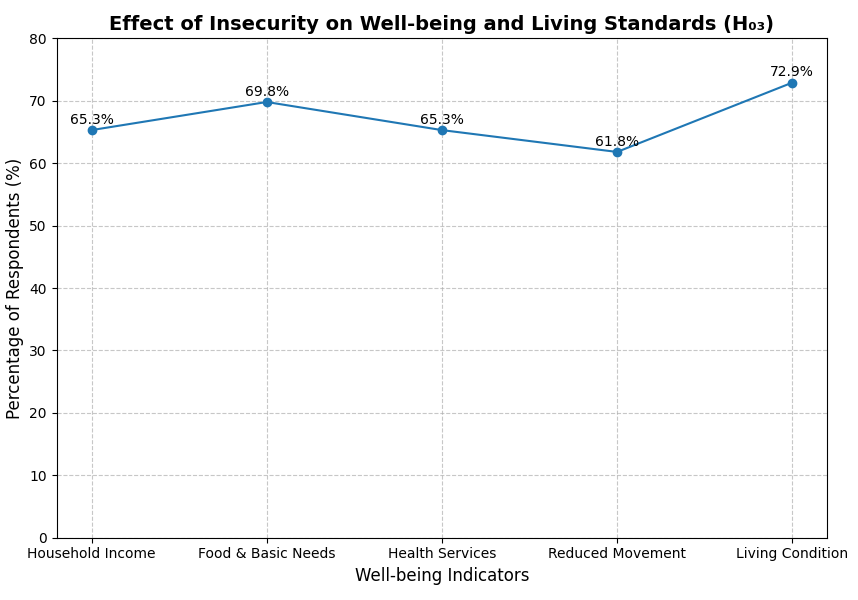 Effect of Insecurity on Well-being and Living Standards (H₀₃)
80
70
60
50
40
30
20
10
0
Percentage of Respondents (%)
65.3%
69.8%
65.3%
61.8%
72.9%
Household Income
Food & Basic Needs
Health Services
Reduced Movement
Living Condition
Well-being Indicators